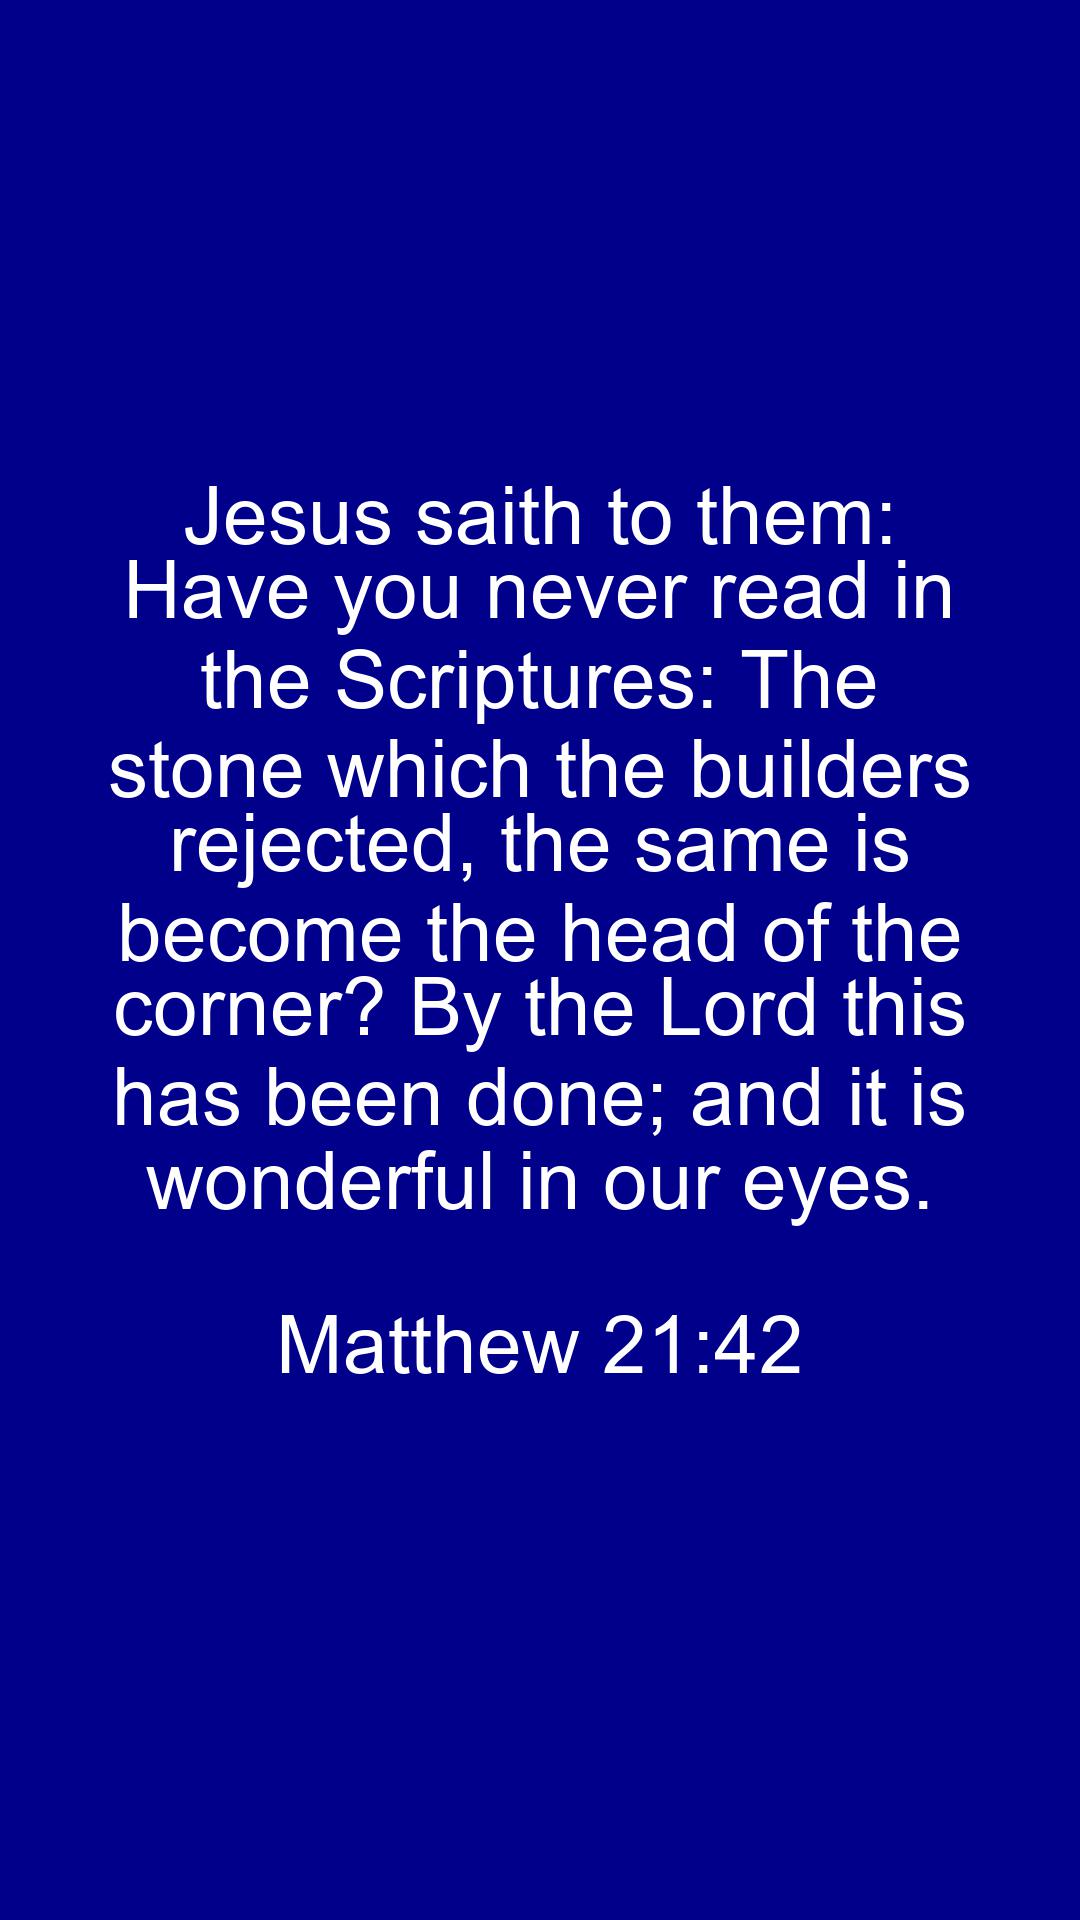 Jesus saith to them:
Have you never read in
the Scriptures: The
stone which the builders
rejected, the same is
become the head of the
corner? By the Lord this
has been done; and it is
wonderful in our eyes.
Matthew 21:42